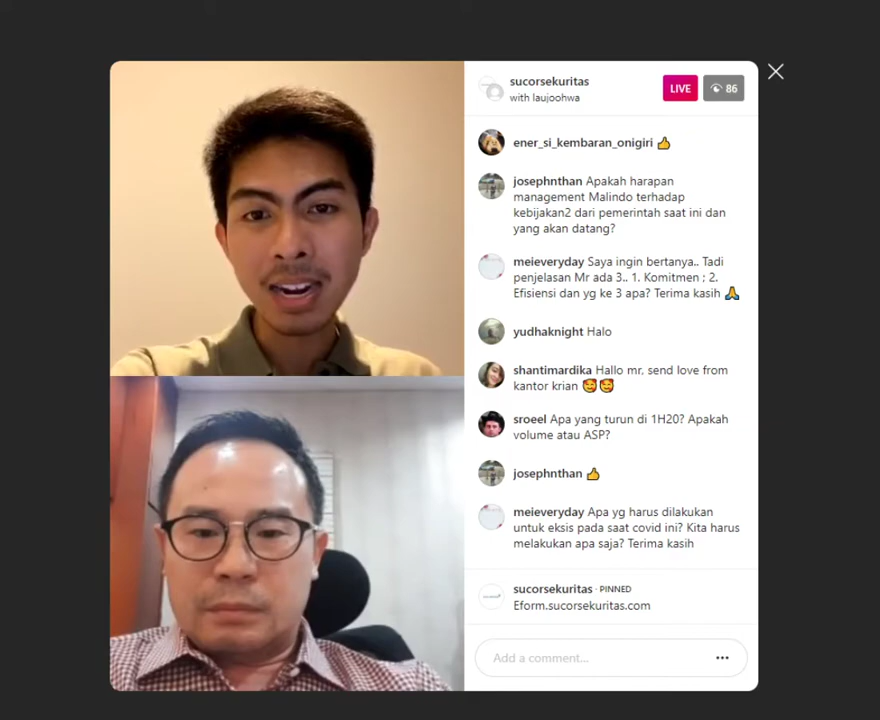 sucorsekuritas
with laujoohwa
LIVE
86
ener_si_kembaran_onigiri 👍
josephnthan Apakah harapan
management Malindo terhadap
kebijakan2 dari pemerintah saat ini dan
yang akan datang?
meieveryday Saya ingin bertanya.. Tadi
penjelasan Mr ada 3.. 1. Komitmen ; 2.
Efisiensi dan yg ke 3 apa? Terima kasih 🙏
yudhaknight Halo
shantimardika Hallo mr, send love from
kantor krian 🥰🥰
sroeel Apa yang turun di 1H20? Apakah
volume atau ASP?
josephnthan 👍
meieveryday Apa yg harus dilakukan
untuk eksis pada saat covid ini? Kita harus
melakukan apa saja? Terima kasih
sucorsekuritas · PINNED
Eform.sucorsekuritas.com
Add a comment...